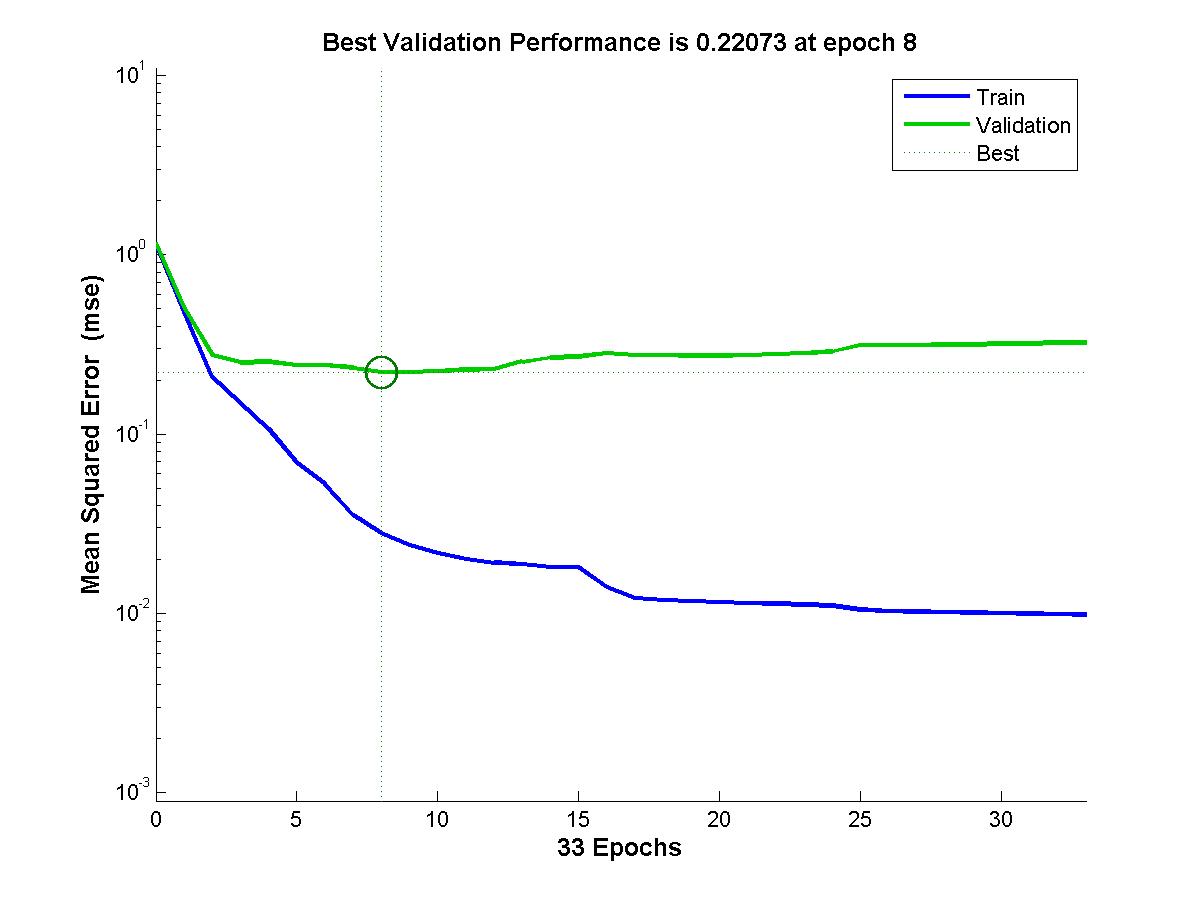 Best Validation Performance is 0.22073 at epoch 8
Train
Validation
Best
10^1
10^0
10^-1
10^-2
10^-3
Mean Squared Error (mse)
0 5 10 15 20 25 30
33 Epochs